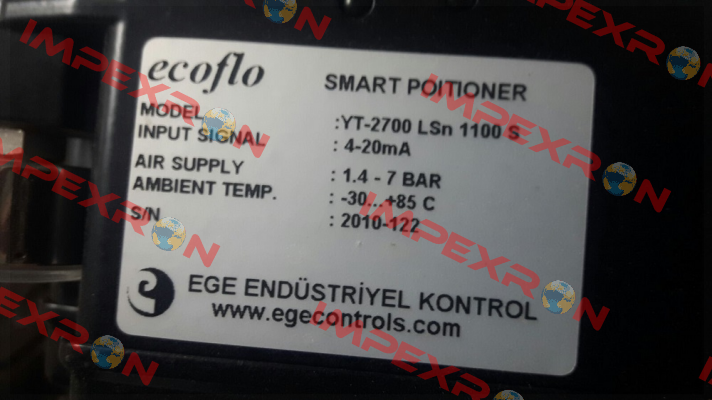 ecoflo SMART POITIONER
MODEL :YT-2700 LSn 1100 S
INPUT SIGNAL : 4-20mA
AIR SUPPLY : 1.4 - 7 BAR
AMBIENT TEMP. : -30...+85 C
S/N : 2010-122
EGE ENDÜSTRİYEL KONTROL
www.egecontrols.com
IMPEXRON
IMPEXRON
IMPEXRON
IMPEXRON
IMPEXRON
IMPEXRON
IMPEXRON
IMPEXRON